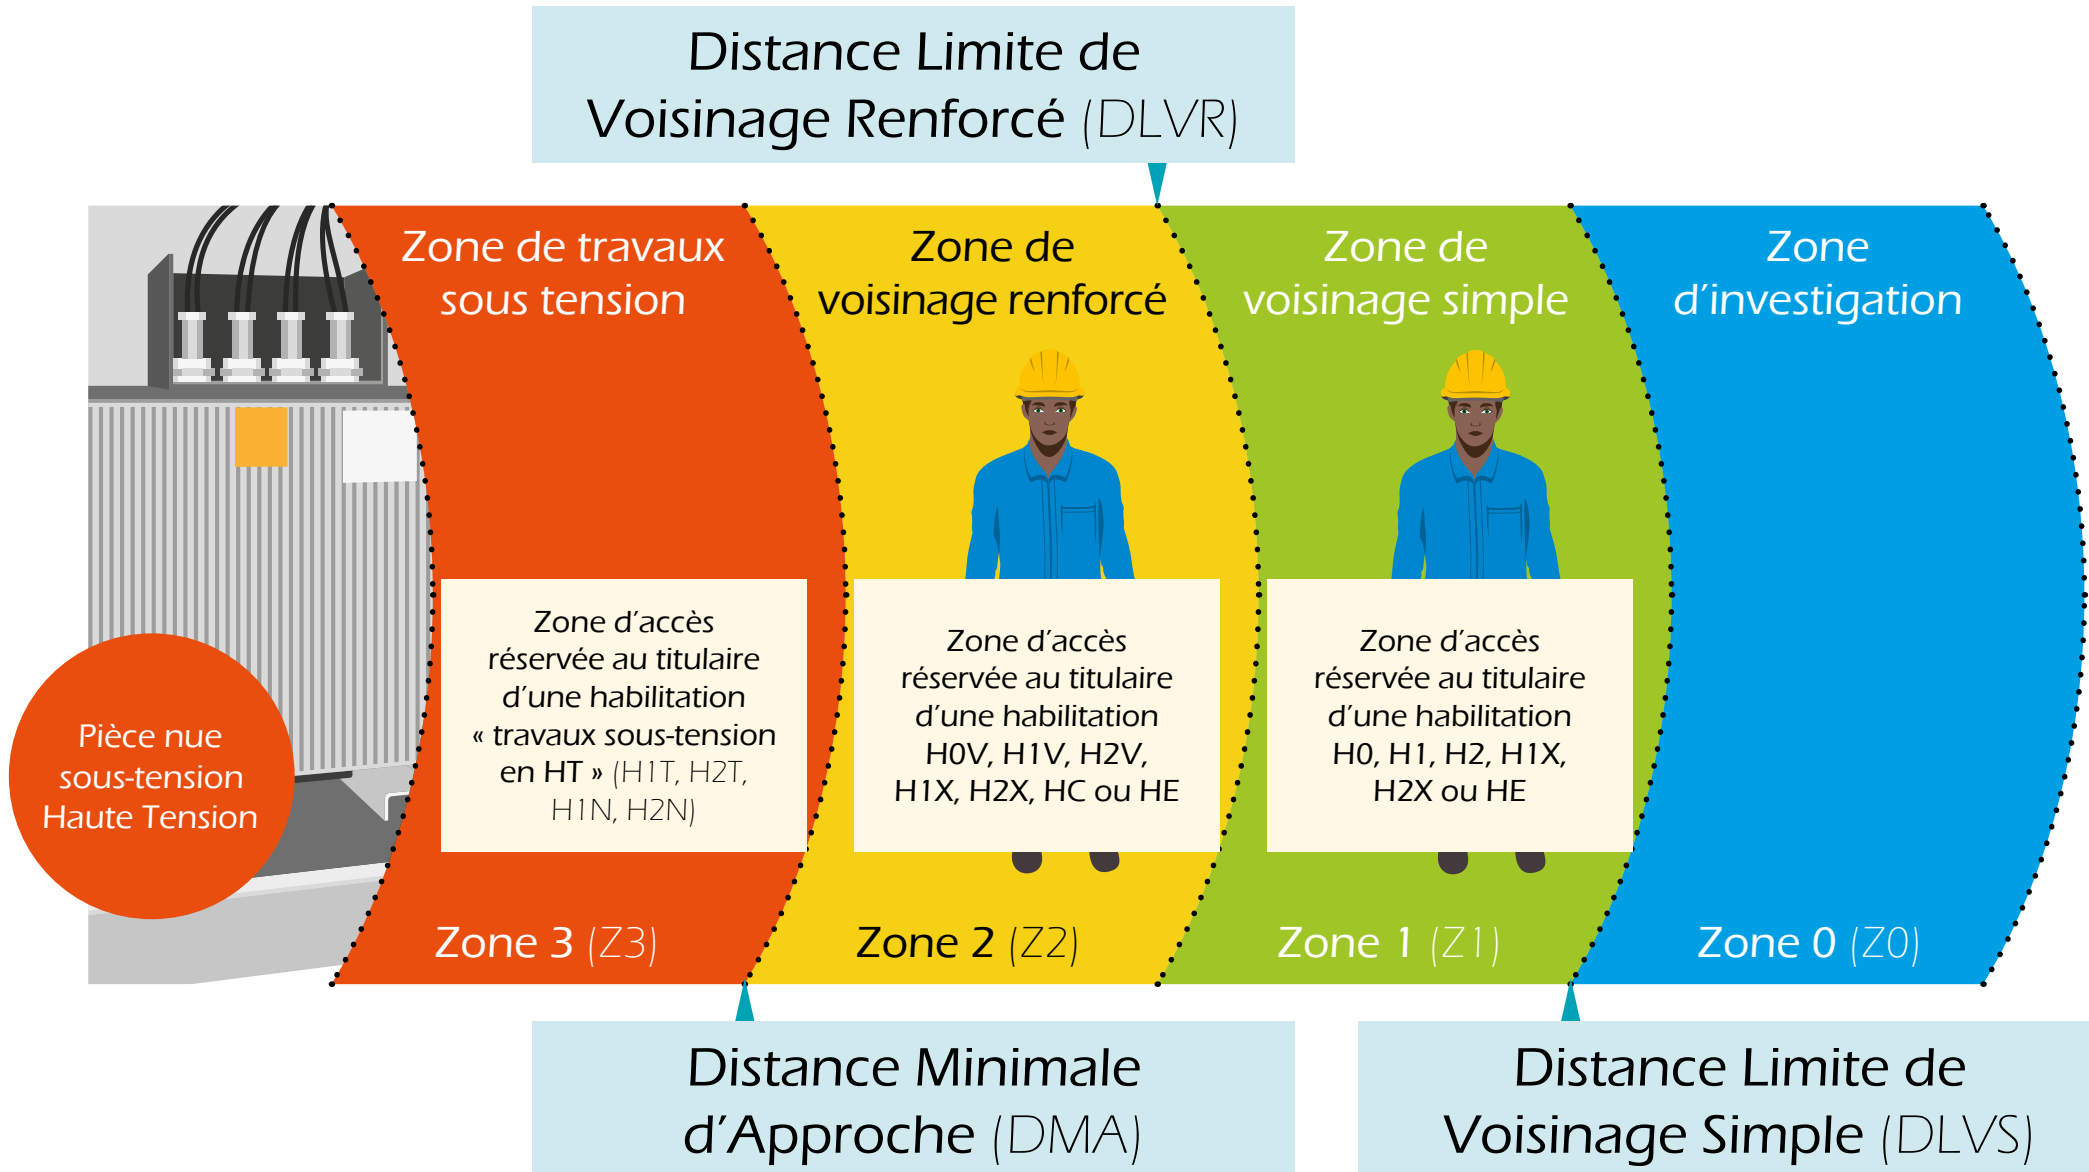 Distance Limite de
Voisinage Renforcé (DLVR)
Zone de travaux
sous tension
Zone de
voisinage renforcé
Zone de
voisinage simple
Zone
d’investigation
Pièce nue
sous-tension
Haute Tension
Zone d’accès
réservée au titulaire
d’une habilitation
« travaux sous-tension
en HT » (H1T, H2T,
H1N, H2N)
Zone d’accès
réservée au titulaire
d’une habilitation
H0V, H1V, H2V,
H1X, H2X, HC ou HE
Zone d’accès
réservée au titulaire
d’une habilitation
H0, H1, H2, H1X,
H2X ou HE
Zone 3 (Z3)
Zone 2 (Z2)
Zone 1 (Z1)
Zone 0 (Z0)
Distance Minimale
d’Approche (DMA)
Distance Limite de
Voisinage Simple (DLVS)